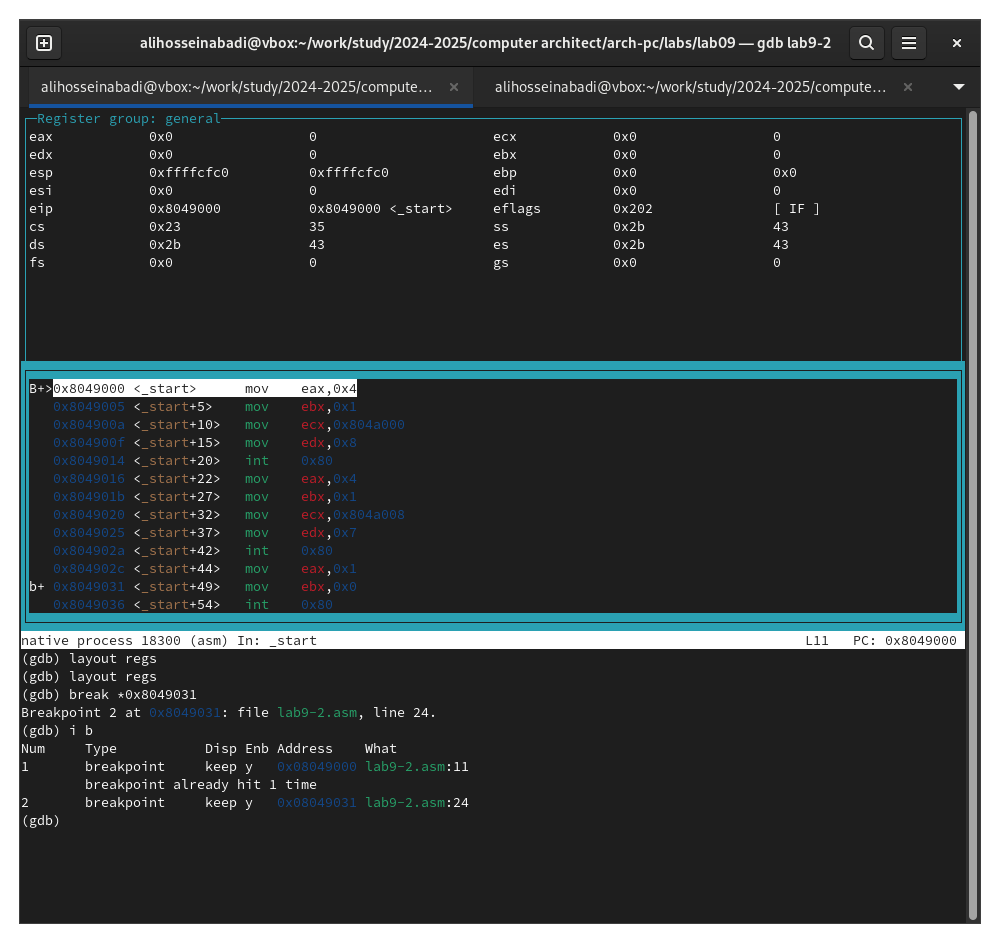 alihosseinabadi@vbox:~/work/study/2024-2025/computer architect/arch-pc/labs/lab09 — gdb lab9-2
alihosseinabadi@vbox:~/work/study/2024-2025/compute… × alihosseinabadi@vbox:~/work/study/2024-2025/compute… ×
Register group: general
eax 0x0 0 ecx 0x0 0
edx 0x0 0 ebx 0x0 0
esp 0xffffcfc0 0xffffcfc0 ebp 0x0 0x0
esi 0x0 0 edi 0x0 0
eip 0x8049000 0x8049000 <_start> eflags 0x202 [ IF ]
cs 0x23 35 ss 0x2b 43
ds 0x2b 43 es 0x2b 43
fs 0x0 0 gs 0x0 0
B+>0x8049000 <_start> mov eax,0x4
0x8049005 <_start+5> mov ebx,0x1
0x804900a <_start+10> mov ecx,0x804a000
0x804900f <_start+15> mov edx,0x8
0x8049014 <_start+20> int 0x80
0x8049016 <_start+22> mov eax,0x4
0x804901b <_start+27> mov ebx,0x1
0x8049020 <_start+32> mov ecx,0x804a008
0x8049025 <_start+37> mov edx,0x7
0x804902a <_start+42> int 0x80
0x804902c <_start+44> mov eax,0x1
b+ 0x8049031 <_start+49> mov ebx,0x0
0x8049036 <_start+54> int 0x80
native process 18300 (asm) In: _start L11 PC: 0x8049000
(gdb) layout regs
(gdb) layout regs
(gdb) break *0x8049031
Breakpoint 2 at 0x8049031: file lab9-2.asm, line 24.
(gdb) i b
Num Type Disp Enb Address What
1 breakpoint keep y 0x08049000 lab9-2.asm:11
breakpoint already hit 1 time
2 breakpoint keep y 0x08049031 lab9-2.asm:24
(gdb)